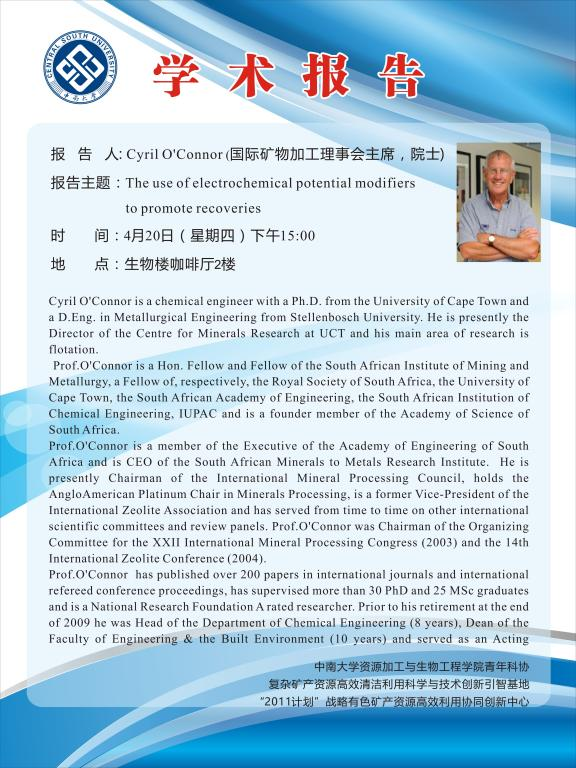 CENTRAL SOUTH UNIVERSITY
中南大学
学术报告
报 告 人: Cyril O'Connor (国际矿物加工理事会主席，院士)
报告主题：The use of electrochemical potential modifiers
to promote recoveries
时 间：4月20日（星期四）下午15:00
地 点：生物楼咖啡厅2楼
Cyril O'Connor is a chemical engineer with a Ph.D. from the University of Cape Town and
a D.Eng. in Metallurgical Engineering from Stellenbosch University. He is presently the
Director of the Centre for Minerals Research at UCT and his main area of research is
flotation.
Prof.O'Connor is a Hon. Fellow and Fellow of the South African Institute of Mining and
Metallurgy, a Fellow of, respectively, the Royal Society of South Africa, the University of
Cape Town, the South African Academy of Engineering, the South African Institution of
Chemical Engineering, IUPAC and is a founder member of the Academy of Science of
South Africa.
Prof.O'Connor is a member of the Executive of the Academy of Engineering of South
Africa and is CEO of the South African Minerals to Metals Research Institute. He is
presently Chairman of the International Mineral Processing Council, holds the
AngloAmerican Platinum Chair in Minerals Processing, is a former Vice-President of the
International Zeolite Association and has served from time to time on other international
scientific committees and review panels. Prof.O'Connor was Chairman of the Organizing
Committee for the XXII International Mineral Processing Congress (2003) and the 14th
International Zeolite Conference (2004).
Prof.O'Connor has published over 200 papers in international journals and international
refereed conference proceedings, has supervised more than 30 PhD and 25 MSc graduates
and is a National Research Foundation A rated researcher. Prior to his retirement at the end
of 2009 he was Head of the Department of Chemical Engineering (8 years), Dean of the
Faculty of Engineering & the Built Environment (10 years) and served as an Acting
中南大学资源加工与生物工程学院青年科协
复杂矿产资源高效清洁利用科学与技术创新引智基地
“2011计划”战略有色矿产资源高效利用协同创新中心